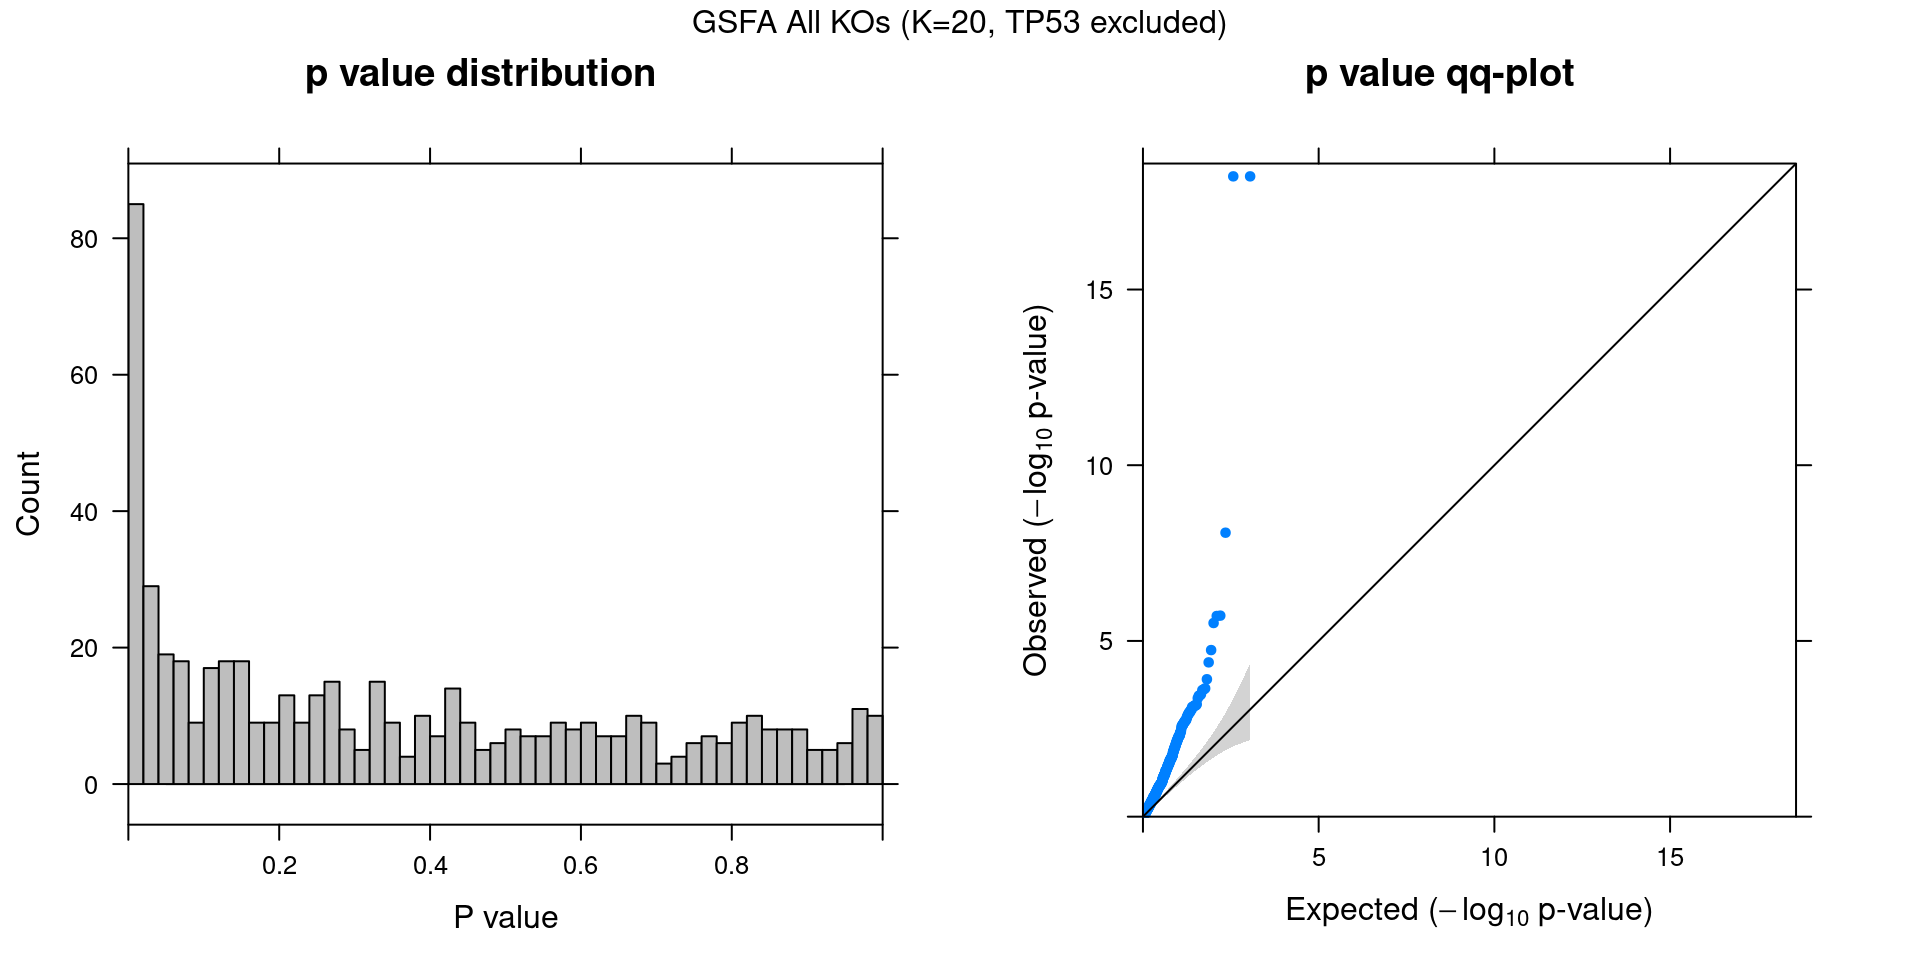 GSFA All KOs (K=20, TP53 excluded)
p value distribution
80
60
40
20
0
Count
0.2
0.4
0.6
0.8
P value
p value qq-plot
15
10
5
Observed (−log10 p-value)
5
10
15
Expected (−log10 p-value)